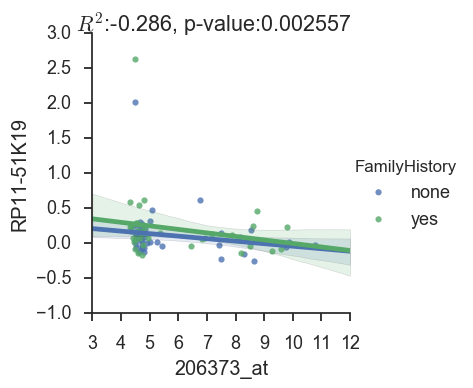 R²:-0.286, p-value:0.002557
3.0
2.5
2.0
1.5
1.0
0.5
0.0
−0.5
−1.0
RP11-51K19
3 4 5 6 7 8 9 10 11 12
206373_at
FamilyHistory
none
yes